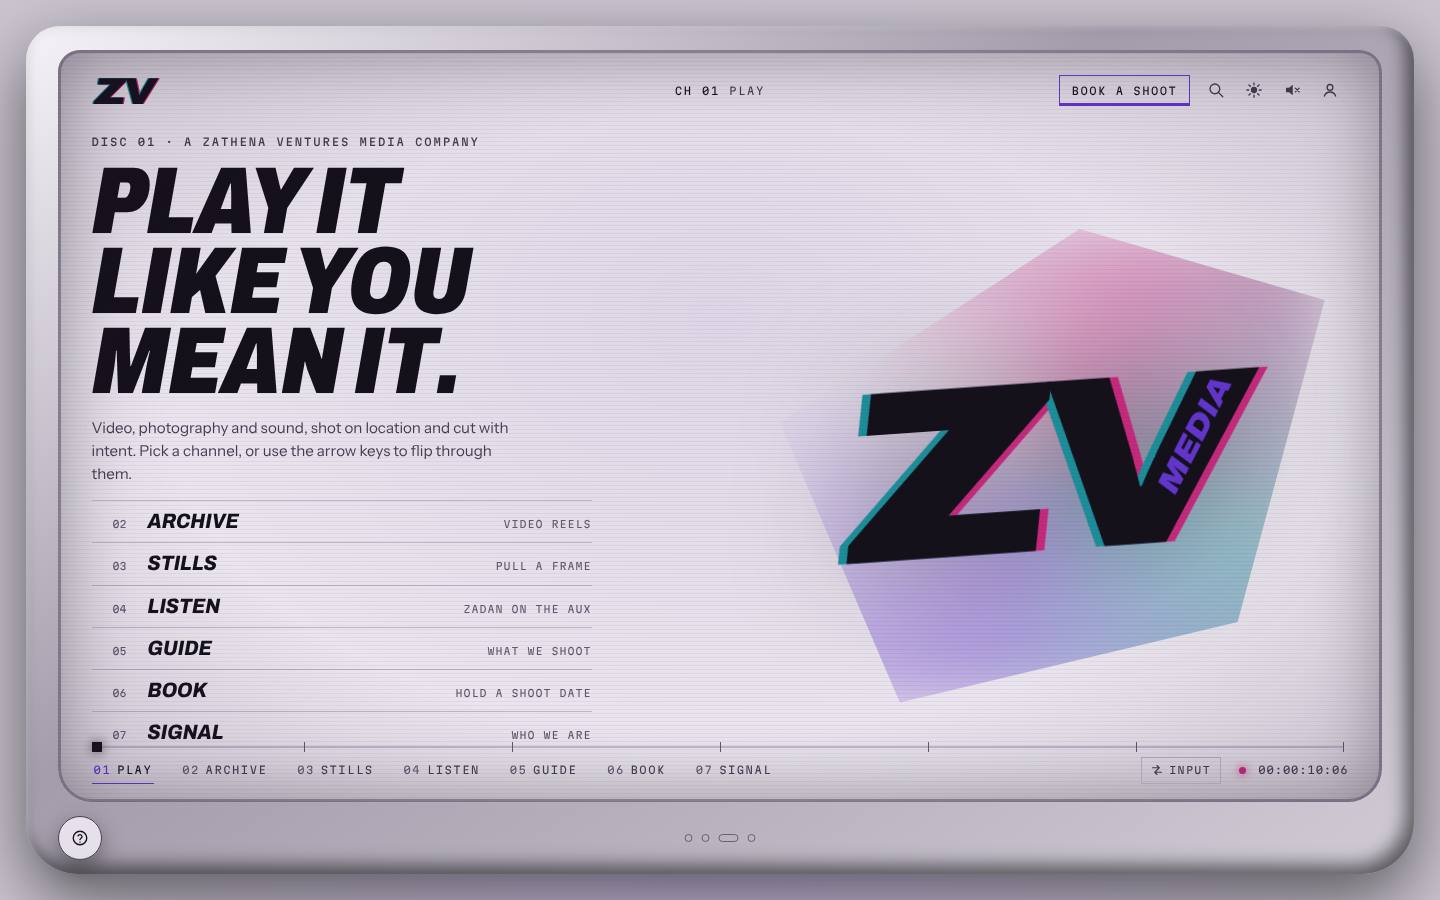 ZV
CH 01 PLAY
BOOK A SHOOT
DISC 01 · A ZATHENA VENTURES MEDIA COMPANY
PLAY IT
LIKE YOU
MEAN IT.
Video, photography and sound, shot on location and cut with
intent. Pick a channel, or use the arrow keys to flip through
them.
02 ARCHIVE VIDEO REELS
03 STILLS PULL A FRAME
04 LISTEN ZADAN ON THE AUX
05 GUIDE WHAT WE SHOOT
06 BOOK HOLD A SHOOT DATE
07 SIGNAL WHO WE ARE
ZV
MEDIA
01 PLAY 02 ARCHIVE 03 STILLS 04 LISTEN 05 GUIDE 06 BOOK 07 SIGNAL
INPUT 00:00:10:06